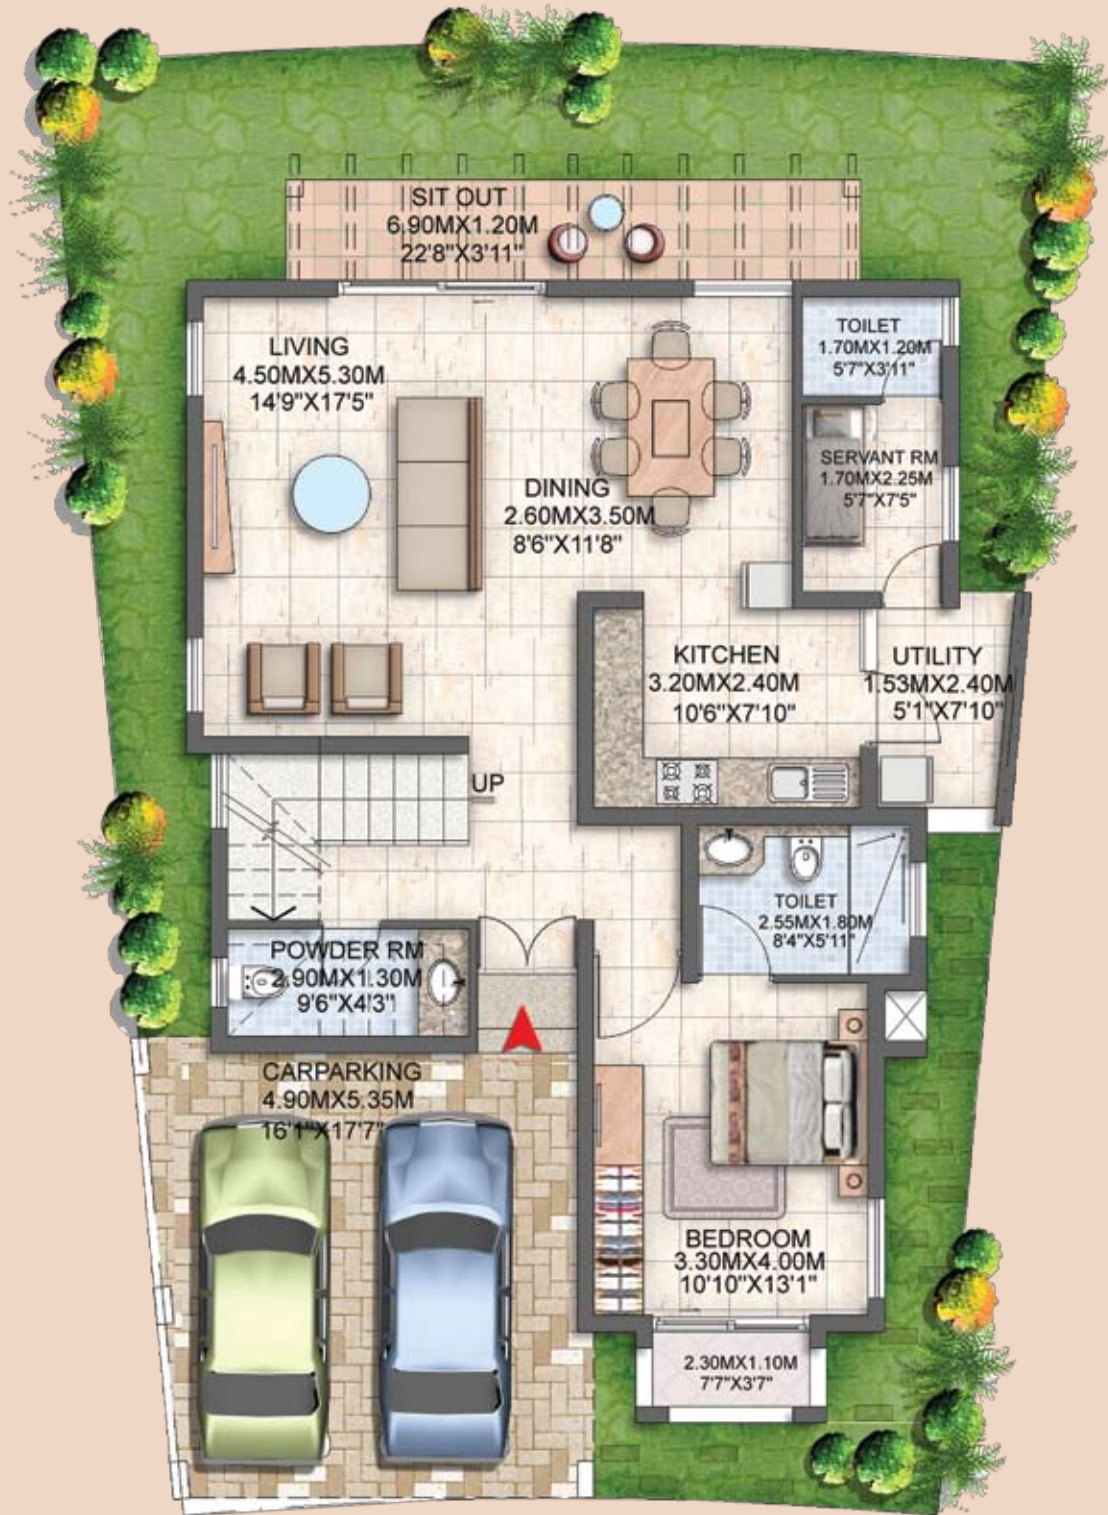 SIT OUT
6.90MX1.20M
22'8"X3'11"
TOILET
1.70MX1.20M
5'7"X3'11"
LIVING
4.50MX5.30M
14'9"X17'5"
SERVANT RM
1.70MX2.25M
5'7"X7'5"
DINING
2.60MX3.50M
8'6"X11'8"
KITCHEN
3.20MX2.40M
10'6"X7'10"
UTILITY
1.53MX2.40M
5'1"X7'10"
UP
TOILET
2.55MX1.80M
8'4"X5'11"
POWDER RM
2.90MX1.30M
9'6"X4'3"
CARPARKING
4.90MX5.35M
16'1"X17'7"
BEDROOM
3.30MX4.00M
10'10"X13'1"
2.30MX1.10M
7'7"X3'7"